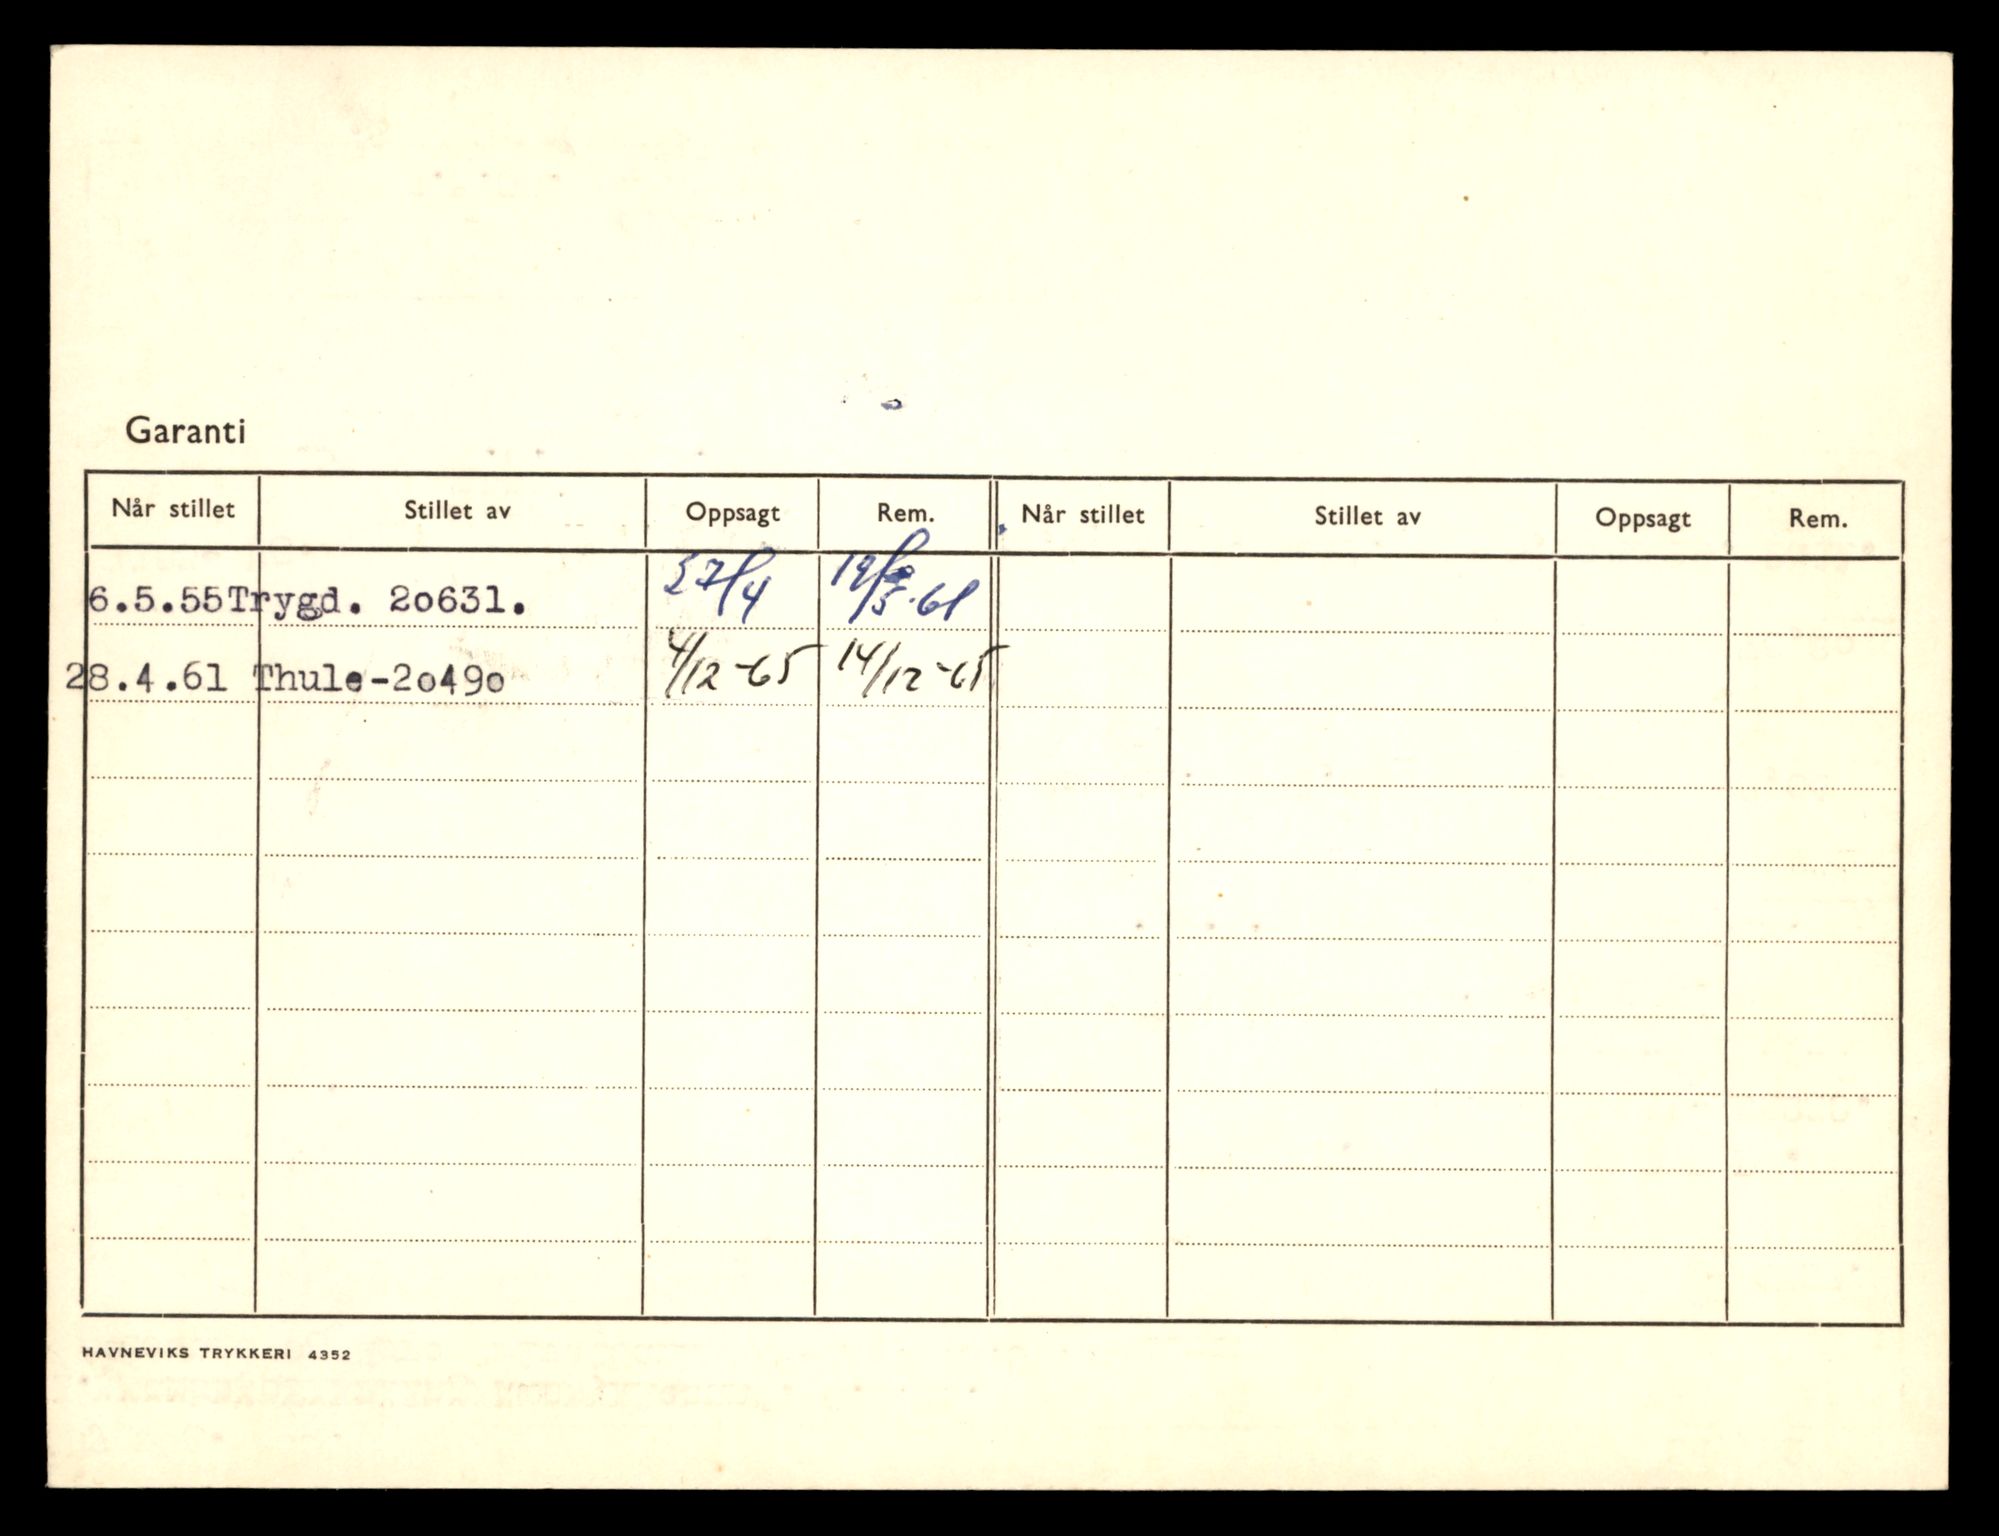 Garanti
Når stillet Stillet av Oppsagt Rem. Når stillet Stillet av Oppsagt Rem.
6.5.55 Trygd. 2o631. 27/4 19/5.61
28.4.61 Thule-2o49o 4/12-65 14/12-65
HAVNEVIKS TRYKKERI 4352